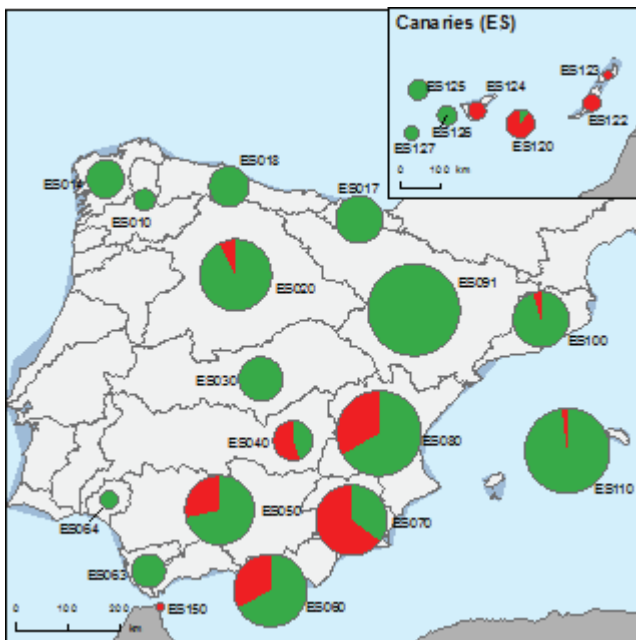 Canaries (ES)
ES123
ES125
ES124
ES126
ES122
ES127
ES120
0 100 km
ES018
ES014
ES017
ES010
ES020
ES091
ES100
ES030
ES040
ES080
ES110
ES050
ES064
ES070
ES063
ES060
ES150
0 100 200
km